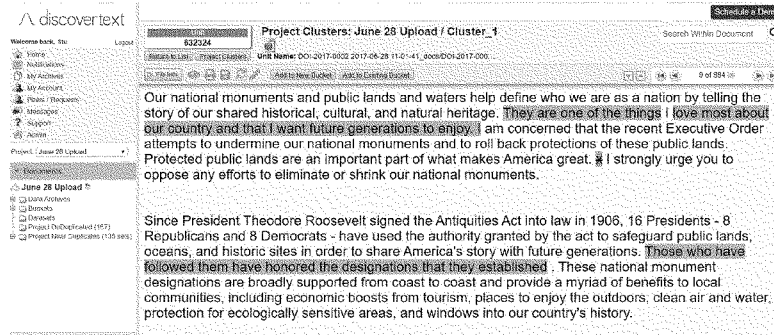 discovertext
Schedule a Dem
Welcome back, Stu
Logout
UNIT
632324
Project Clusters: June 28 Upload / Cluster_1
Search Within Document
Return to List
Project Clusters
Unit Name: DOI-2017-0002 2017-06-28 11-01-41_docs/DOI-2017-000...
Home
Notifications
My Archives
My Account
Peers / Requests
Messages
Support
Admin
Add to New Bucket
Add to Existing Bucket
9 of 894
Project: June 28 Upload
Documents
June 28 Upload
Data Archives
Buckets
Datasets
Project DeDuplicated (167)
Project Near Duplicates (135 sets)
Our national monuments and public lands and waters help define who we are as a nation by telling the
story of our shared historical, cultural, and natural heritage. They are one of the things I love most about
our country and that I want future generations to enjoy. I am concerned that the recent Executive Order
attempts to undermine our national monuments and to roll back protections of these public lands.
Protected public lands are an important part of what makes America great. I strongly urge you to
oppose any efforts to eliminate or shrink our national monuments.
Since President Theodore Roosevelt signed the Antiquities Act into law in 1906, 16 Presidents - 8
Republicans and 8 Democrats - have used the authority granted by the act to safeguard public lands,
oceans, and historic sites in order to share America's story with future generations. Those who have
followed them have honored the designations that they established . These national monument
designations are broadly supported from coast to coast and provide a myriad of benefits to local
communities, including economic boosts from tourism, places to enjoy the outdoors, clean air and water,
protection for ecologically sensitive areas, and windows into our country's history.